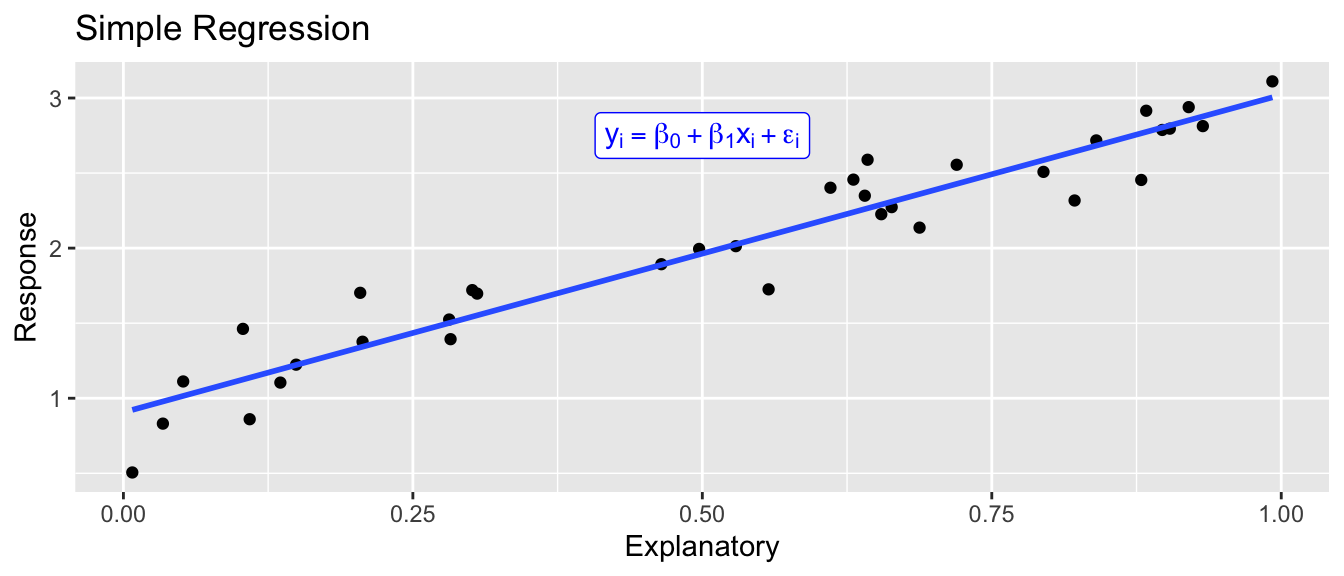 Simple Regression
yᵢ = β₀ + β₁xᵢ + εᵢ
Response
3
2
1
0.00 0.25 0.50 0.75 1.00
Explanatory